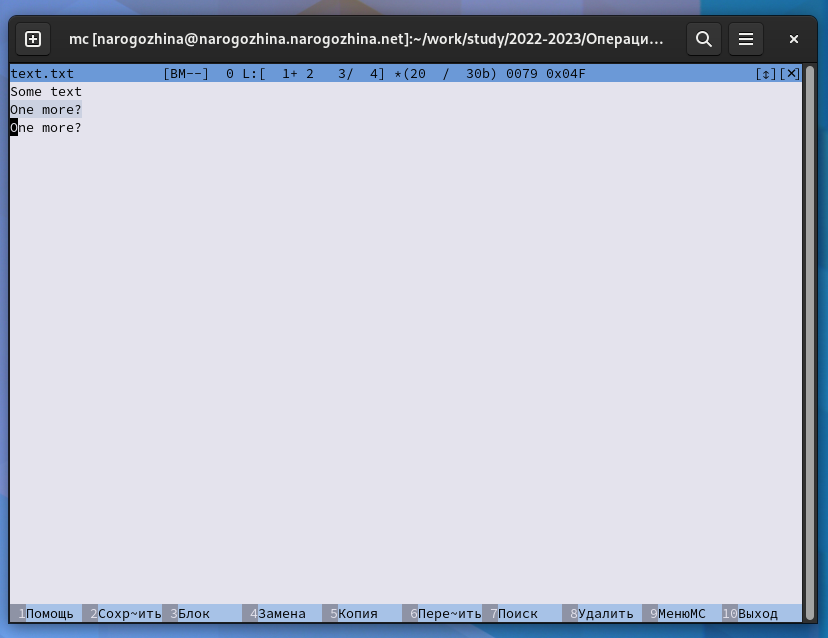 mc [narogozhina@narogozhina.narogozhina.net]:~/work/study/2022-2023/Операци…
text.txt [BM--] 0 L:[ 1+ 2 3/ 4] *(20 / 30b) 0079 0x04F [↕][✕]
Some text
One more?
One more?
1Помощь 2Сохр~ить 3Блок 4Замена 5Копия 6Пере~ить 7Поиск 8Удалить 9МенюMC 10Выход